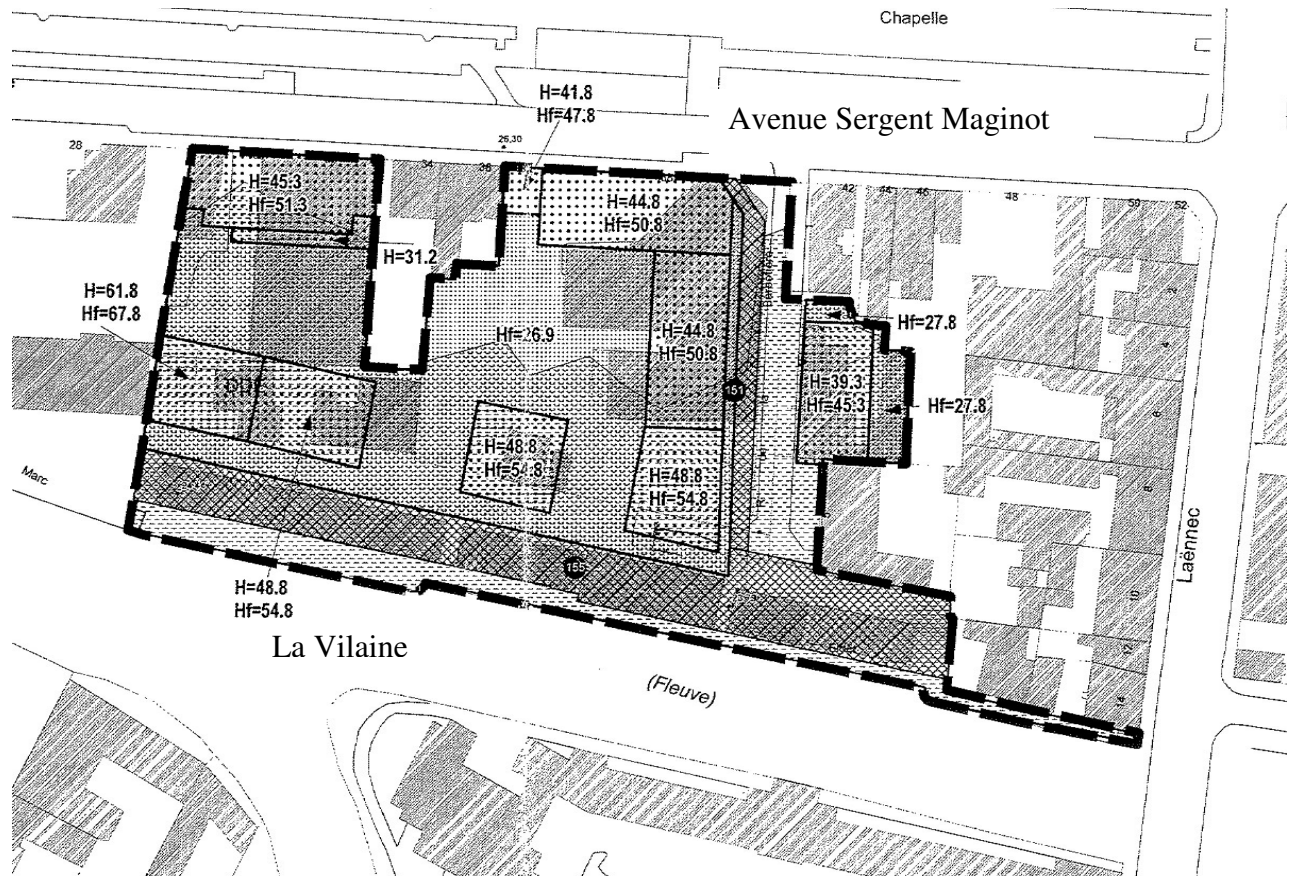 Chapelle
H=41.8
Hf=47.8
Avenue Sergent Maginot
28
26,30
34
36
42
44
46
48
50
52
H=45.3
Hf=51.3
H=44.8
Hf=50.8
H=31.2
2
H=61.8
Hf=67.8
Hf=26.9
H=44.8
Hf=50.8
Hf=27.8
4
H=39.3
Hf=45.3
Hf=27.8
6
H=48.8
Hf=54.8
H=48.8
Hf=54.8
Marc
8
Laënnec
155
H=48.8
Hf=54.8
10
La Vilaine
12
(Fleuve)
14